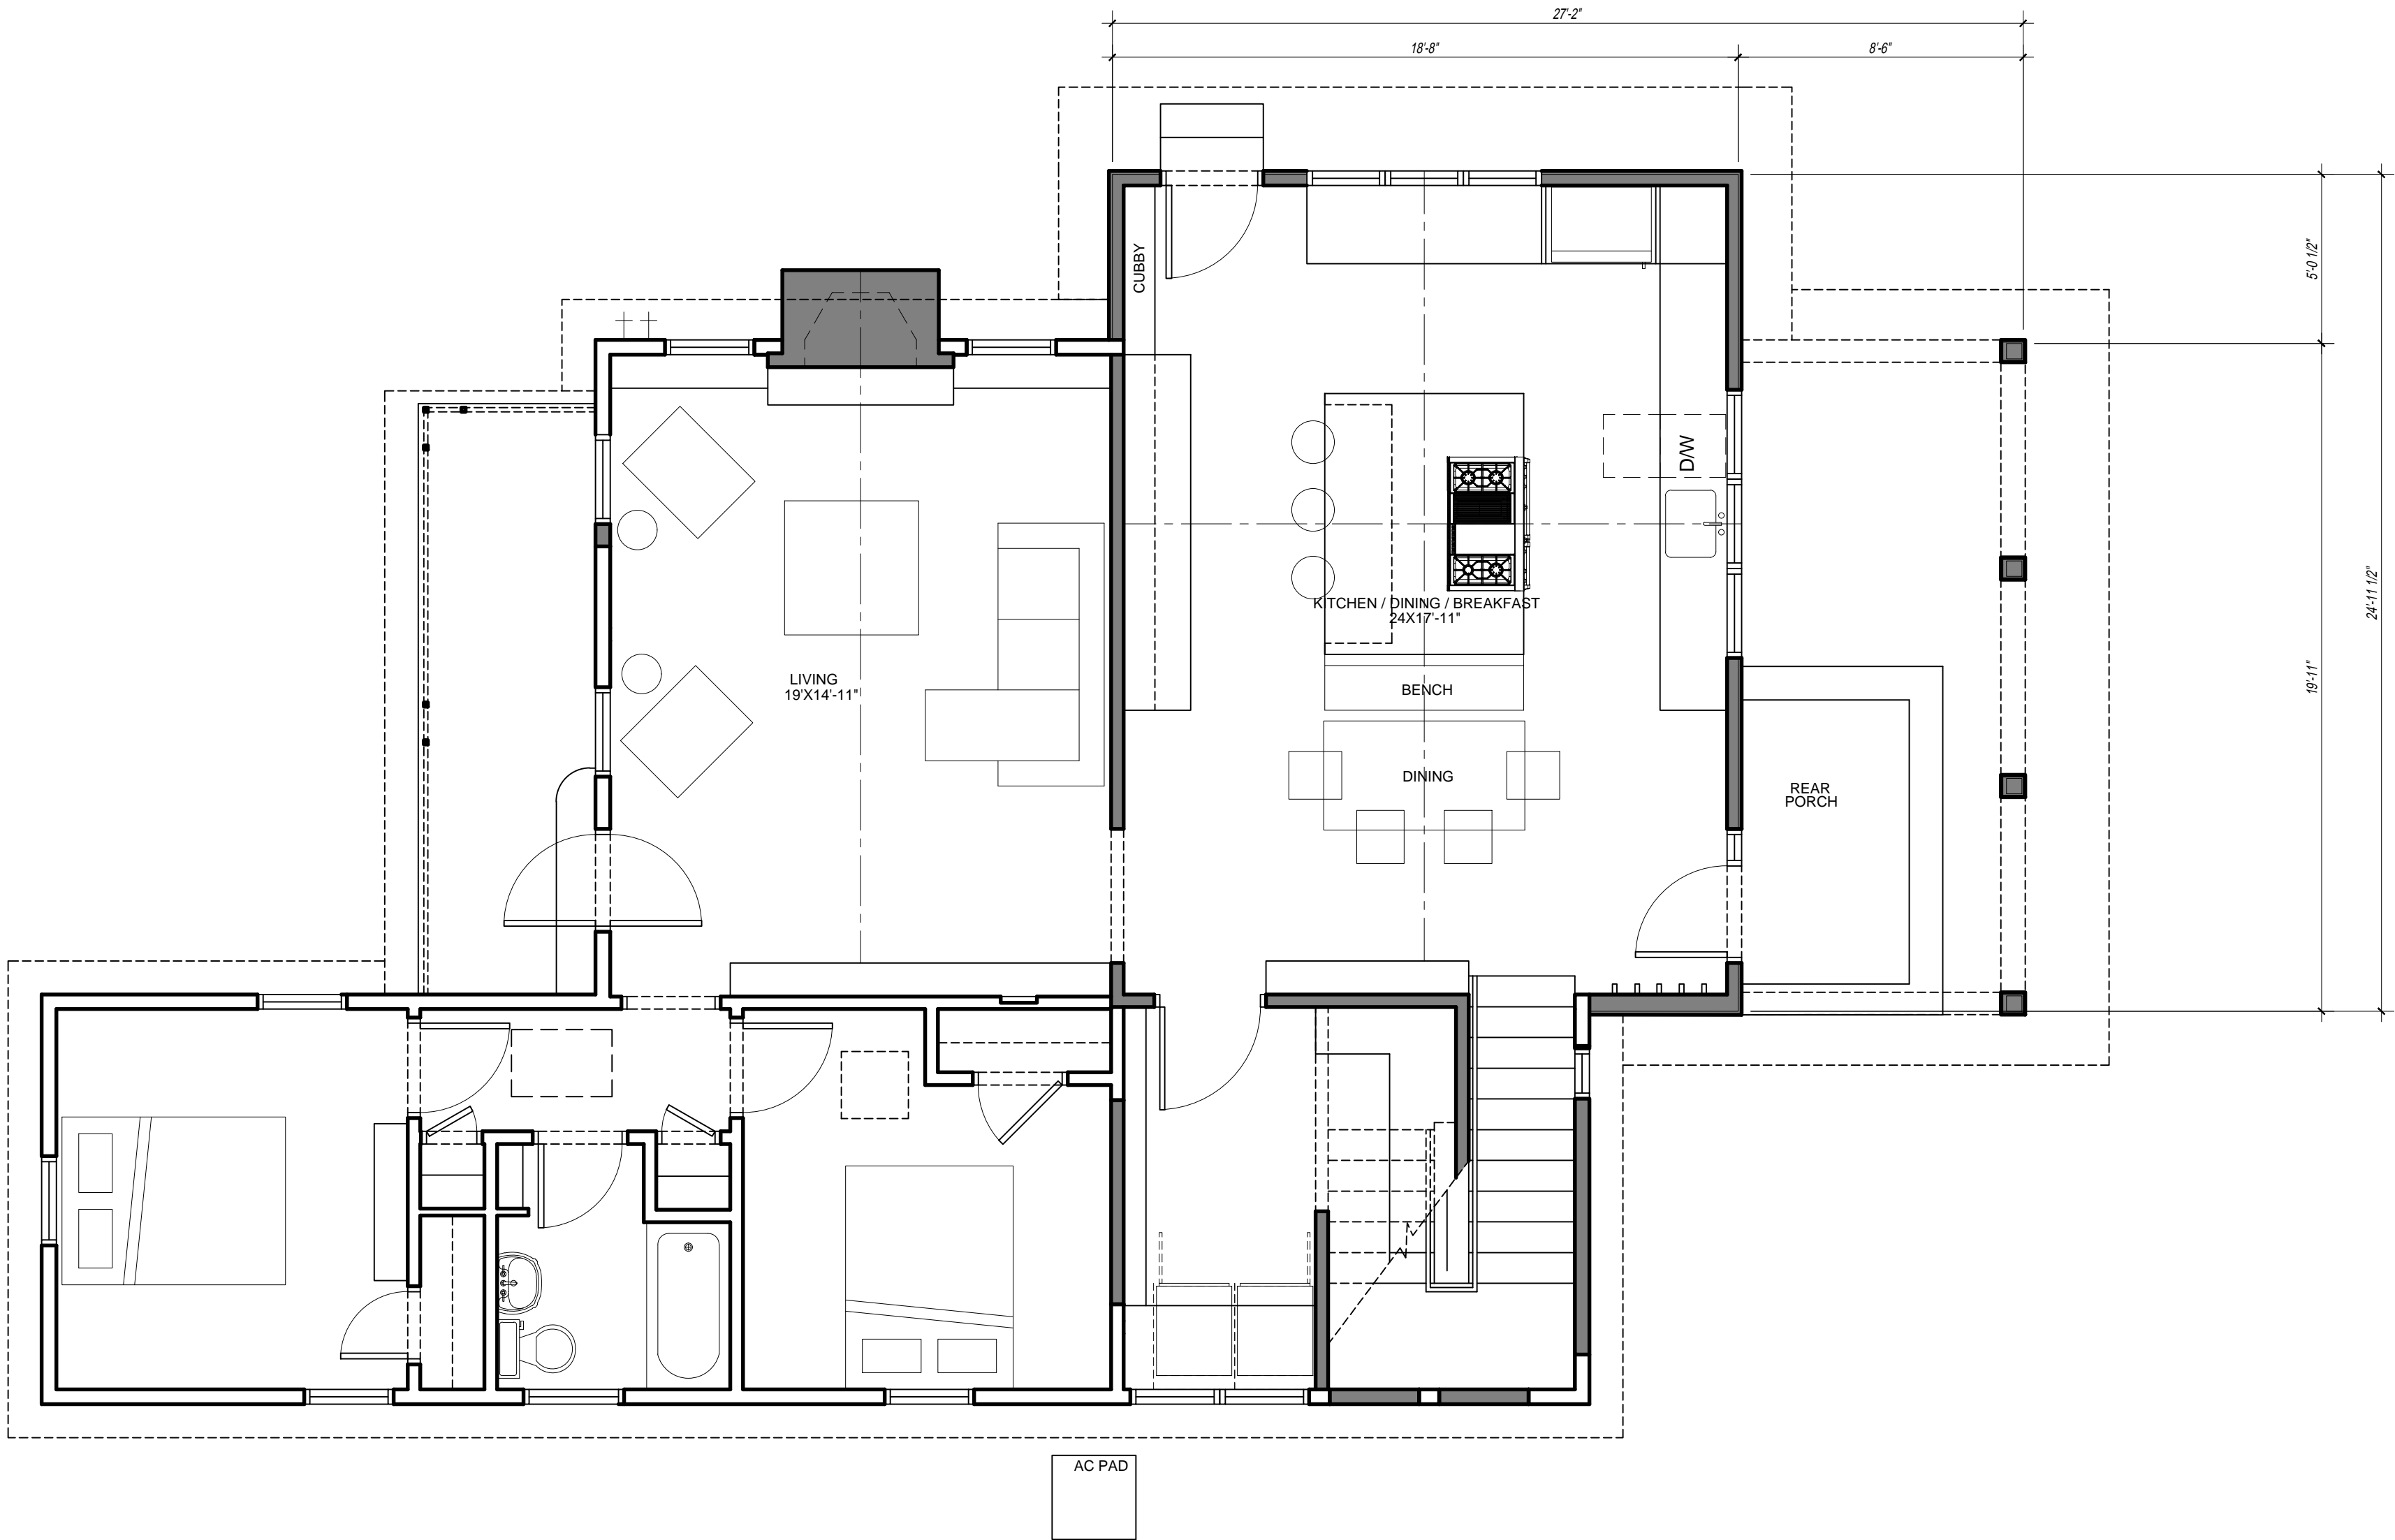 27'-2"
18'-8"
8'-6"
CUBBY
5'-0 1/2"
D/W
24'-11 1/2"
KITCHEN / DINING / BREAKFAST
24X17'-11"
LIVING
19'X14'-11"
BENCH
19'-11"
DINING
REAR
PORCH
AC PAD